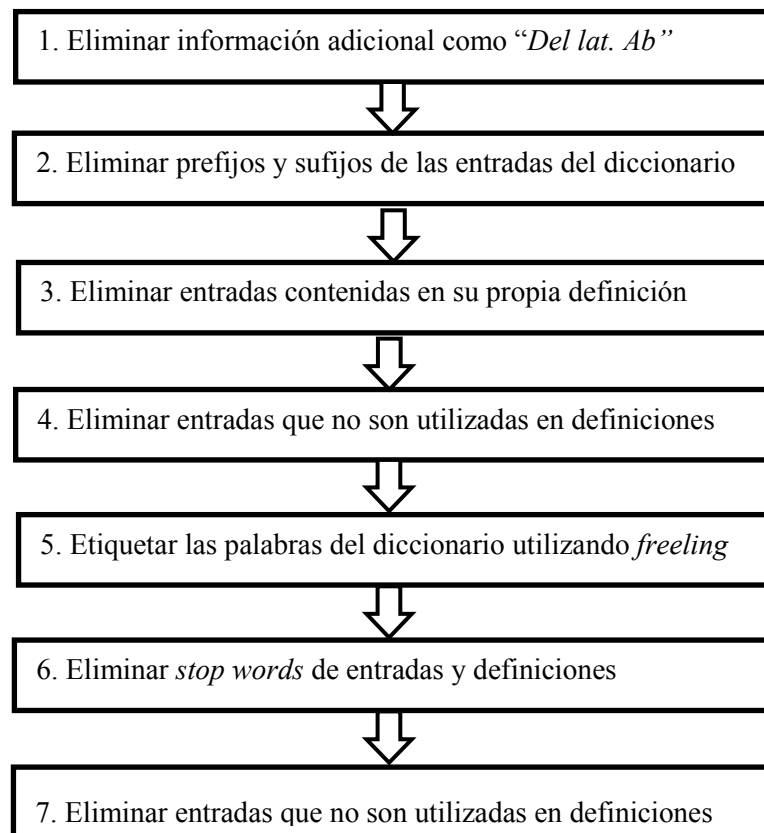 1. Eliminar información adicional como “Del lat. Ab”
2. Eliminar prefijos y sufijos de las entradas del diccionario
3. Eliminar entradas contenidas en su propia definición
4. Eliminar entradas que no son utilizadas en definiciones
5. Etiquetar las palabras del diccionario utilizando freeling
6. Eliminar stop words de entradas y definiciones
7. Eliminar entradas que no son utilizadas en definiciones